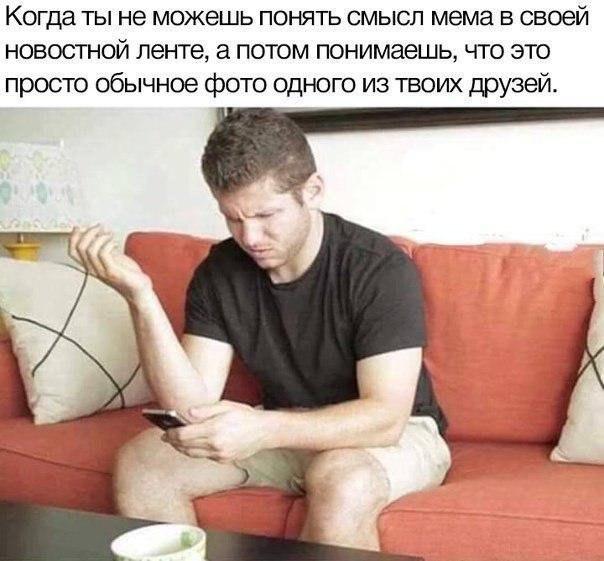 Когда ты не можешь понять смысл мема в своей
новостной ленте, а потом понимаешь, что это
просто обычное фото одного из твоих друзей.